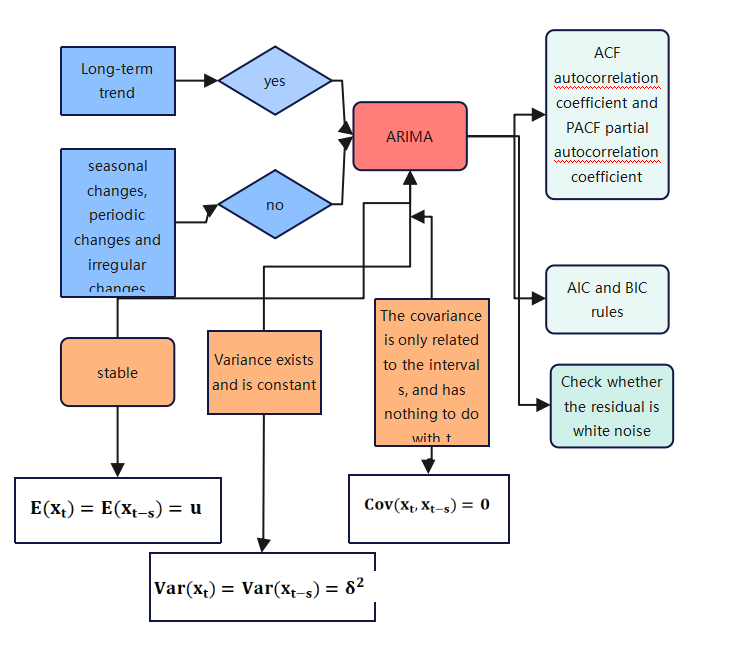 Long-term
trend
yes
seasonal
changes,
periodic
changes and
irregular
changes
no
ARIMA
ACF
autocorrelation
coefficient and
PACF partial
autocorrelation
coefficient
AIC and BIC
rules
Check whether
the residual is
white noise
stable
Variance exists
and is constant
The covariance
is only related
to the interval
s, and has
nothing to do
with t
E(xₜ) = E(xₜ₋ₛ) = u
Var(xₜ) = Var(xₜ₋ₛ) = δ²
Cov(xₜ, xₜ₋ₛ) = 0